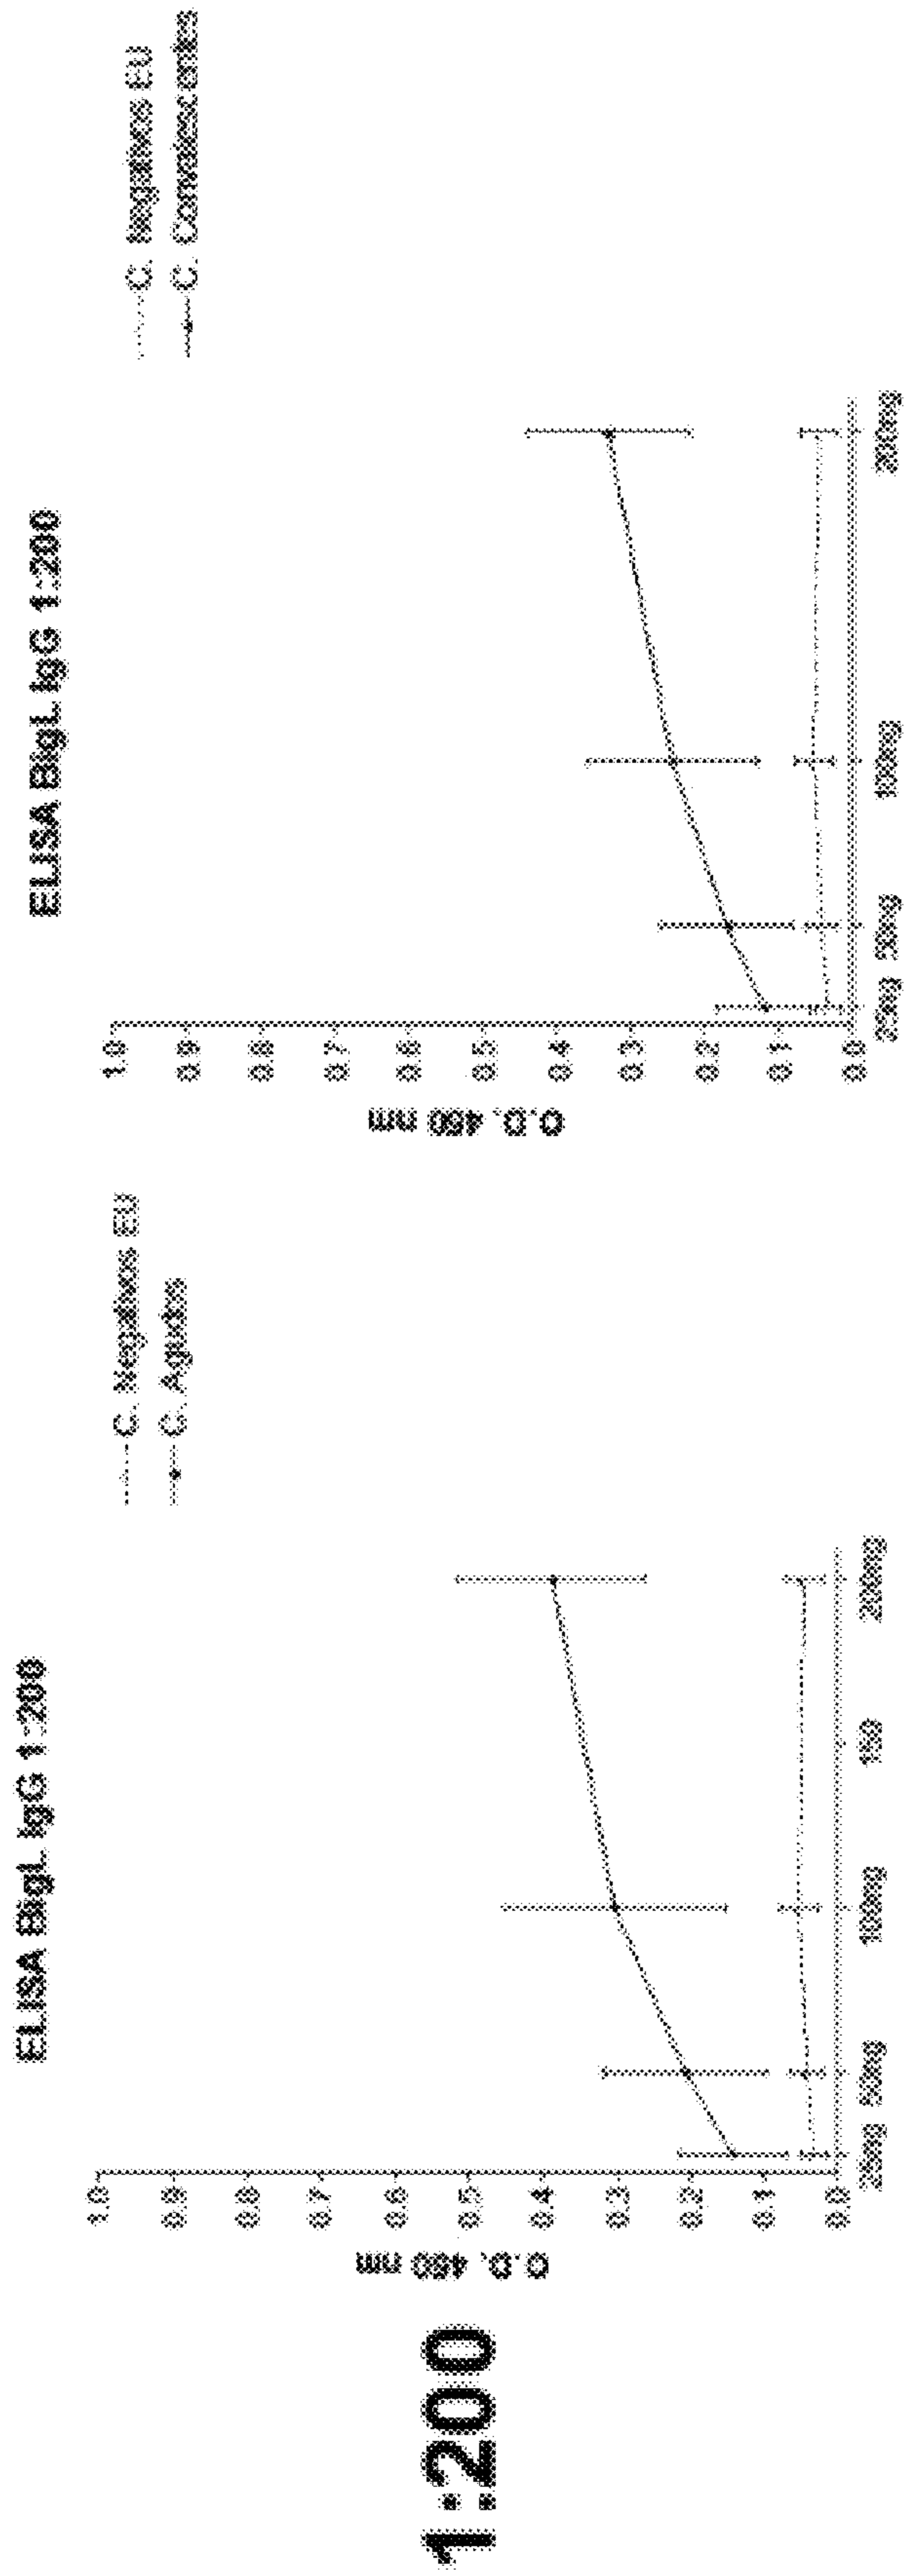 1:200
ELISA BigL IgG 1:200
C. Negativos EU
C. Agudos
O.D. 450 nm
1.0
0.9
0.8
0.7
0.6
0.5
0.4
0.3
0.2
0.1
0.0
25ng 50ng 100ng 150 200ng
ELISA BigL IgG 1:200
C. Negativos EU
C. Convalescentes
O.D. 450 nm
1.0
0.9
0.8
0.7
0.6
0.5
0.4
0.3
0.2
0.1
0.0
25ng 50ng 100ng 200ng